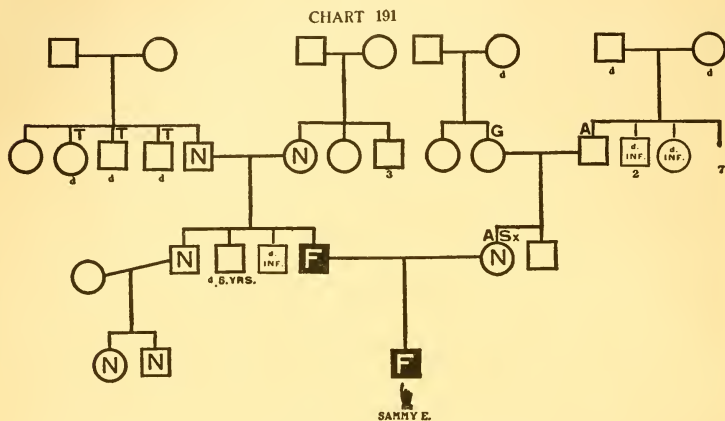 CHART 191
d
d
d
T
T
T
G
A
N
N
d
d
d
3
d. INF.
2
d. INF.
7
A Sx
N
d. INF.
F
N
d. 6. YRS.
N
N
F
SAMMY E.